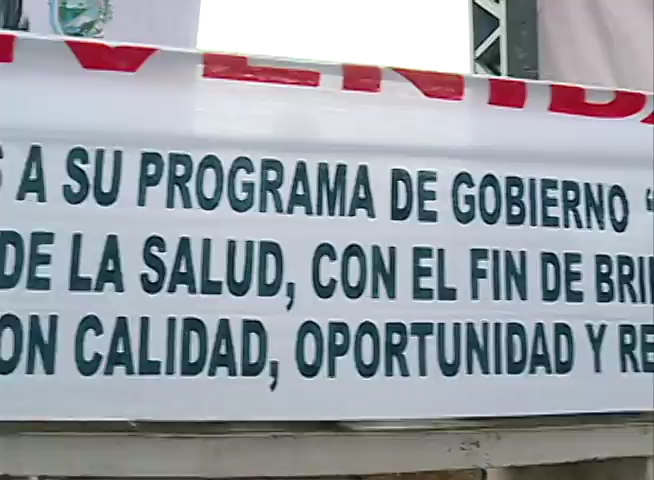 A SU PROGRAMA DE GOBIERNO "
DE LA SALUD, CON EL FIN DE BRI
ON CALIDAD, OPORTUNIDAD Y RE